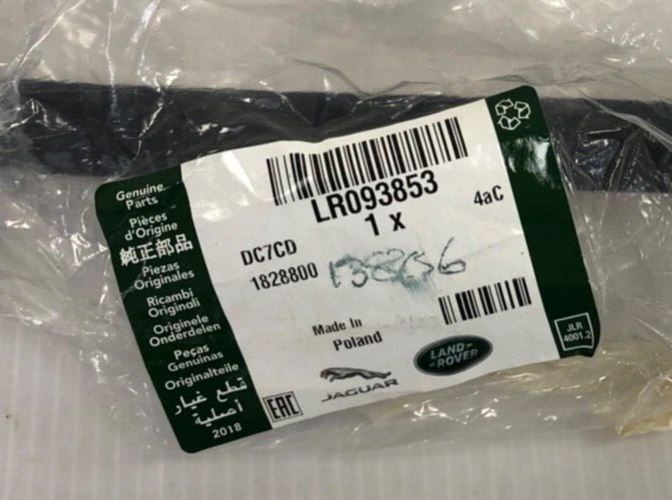 Genuine
Parts
Pièces
d'Origine
純正部品
Piezas
Originales
Ricambi
Originali
Originele
Onderdelen
Peças
Genuínas
Originalteile
قطع غيار
أصلية
2018
LR093853
1 x
4aC
DC7CD
1828800
Made In
Poland
EAC
JAGUAR
LAND-
ROVER
JLR
4001.2